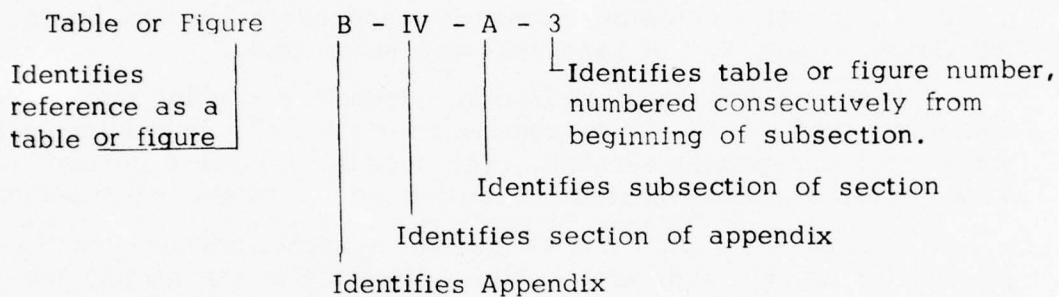 Table or Figure B - IV - A - 3
Identifies
reference as a
table or figure
Identifies table or figure number,
numbered consecutively from
beginning of subsection.
Identifies subsection of section
Identifies section of appendix
Identifies Appendix